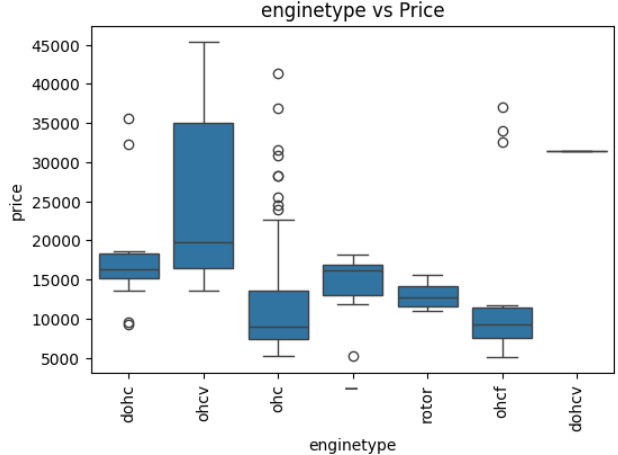 enginetype vs Price
45000
40000
35000
30000
25000
20000
15000
10000
5000
price
dohc
ohcv
ohc
l
rotor
ohcf
dohcv
enginetype